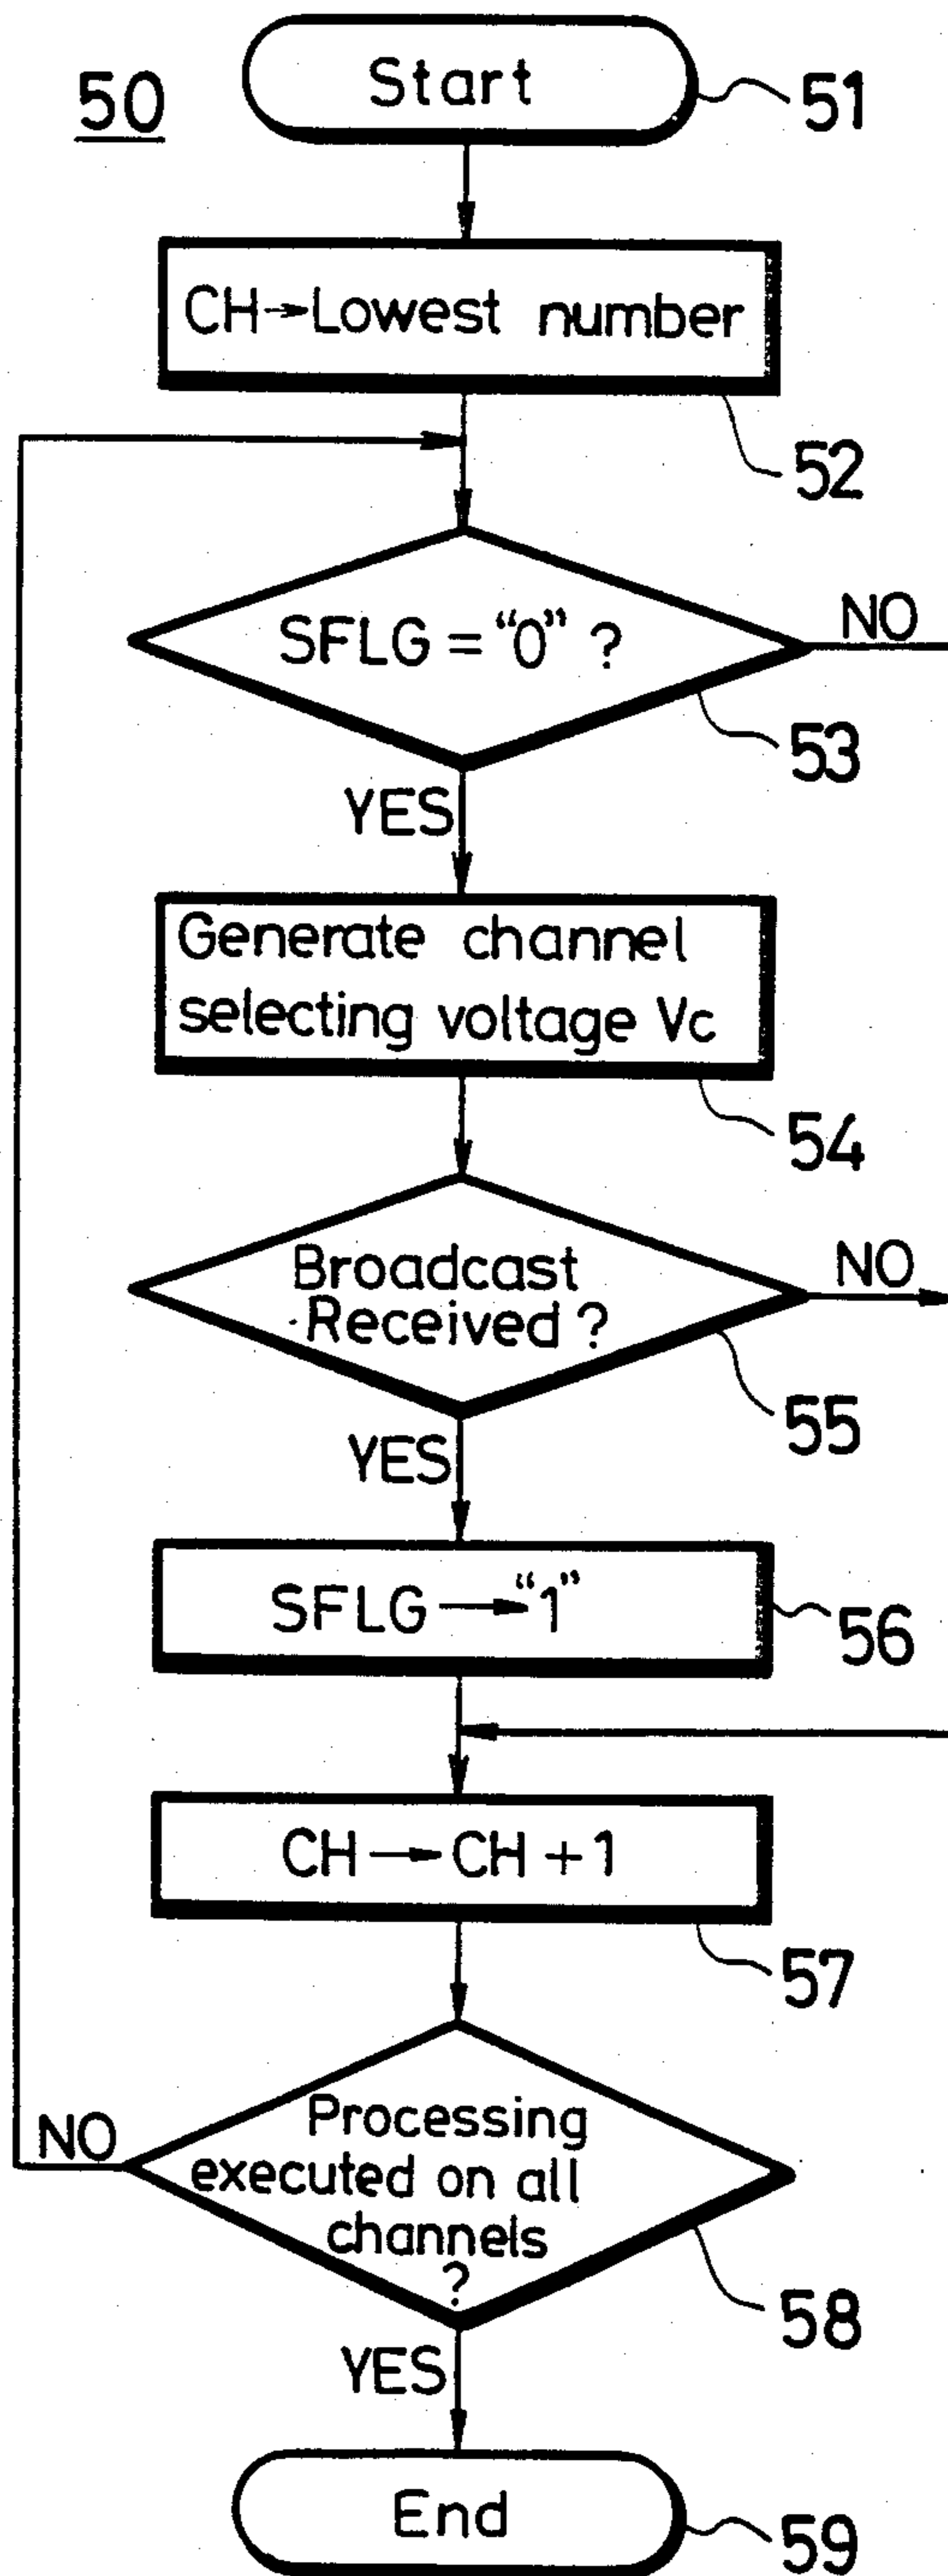 50
Start
51
CH→Lowest number
52
SFLG = “0” ?
NO
53
YES
Generate channel
selecting voltage Vc
54
Broadcast
Received ?
NO
55
YES
SFLG → “1”
56
CH → CH + 1
57
Processing
executed on all
channels
?
NO
58
YES
End
59